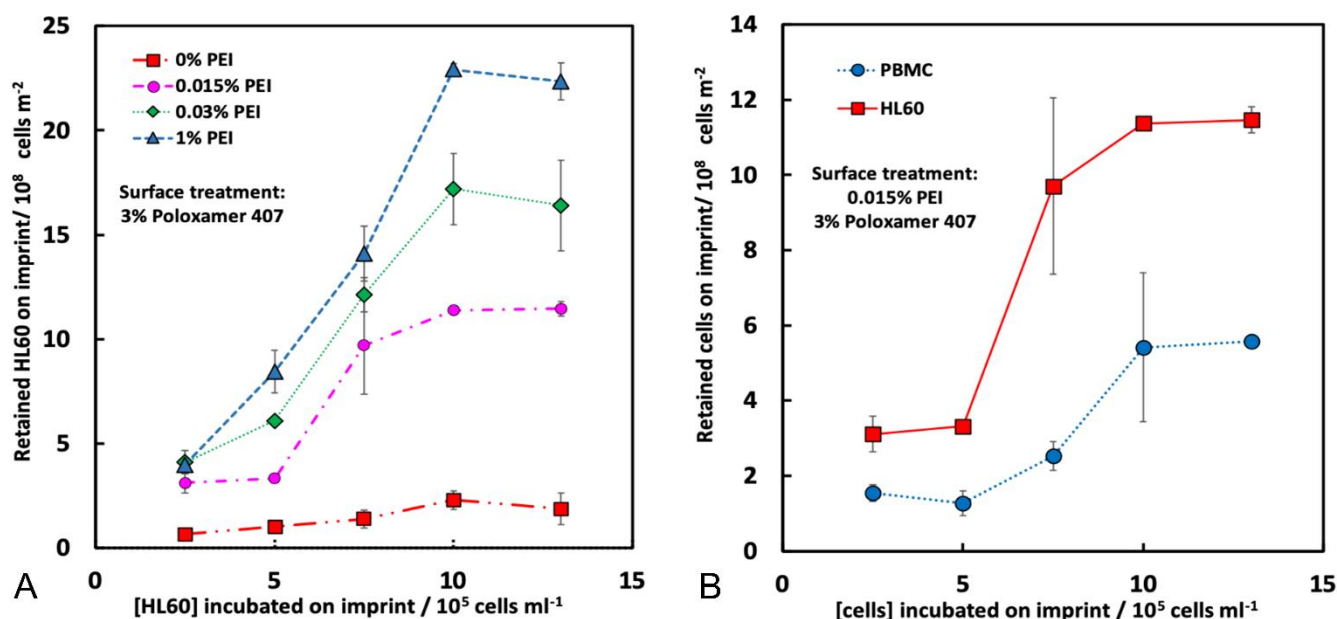 Retained HL60 on imprint/ 10⁸ cells m⁻²
25
20
15
10
5
0
0% PEI
0.015% PEI
0.03% PEI
1% PEI
Surface treatment:
3% Poloxamer 407
0
5
10
15
[HL60] incubated on imprint / 10⁵ cells ml⁻¹
A
Retained cells on imprint/ 10⁸ cells m⁻²
14
12
10
8
6
4
2
0
PBMC
HL60
Surface treatment:
0.015% PEI
3% Poloxamer 407
0
5
10
15
[cells] incubated on imprint / 10⁵ cells ml⁻¹
B